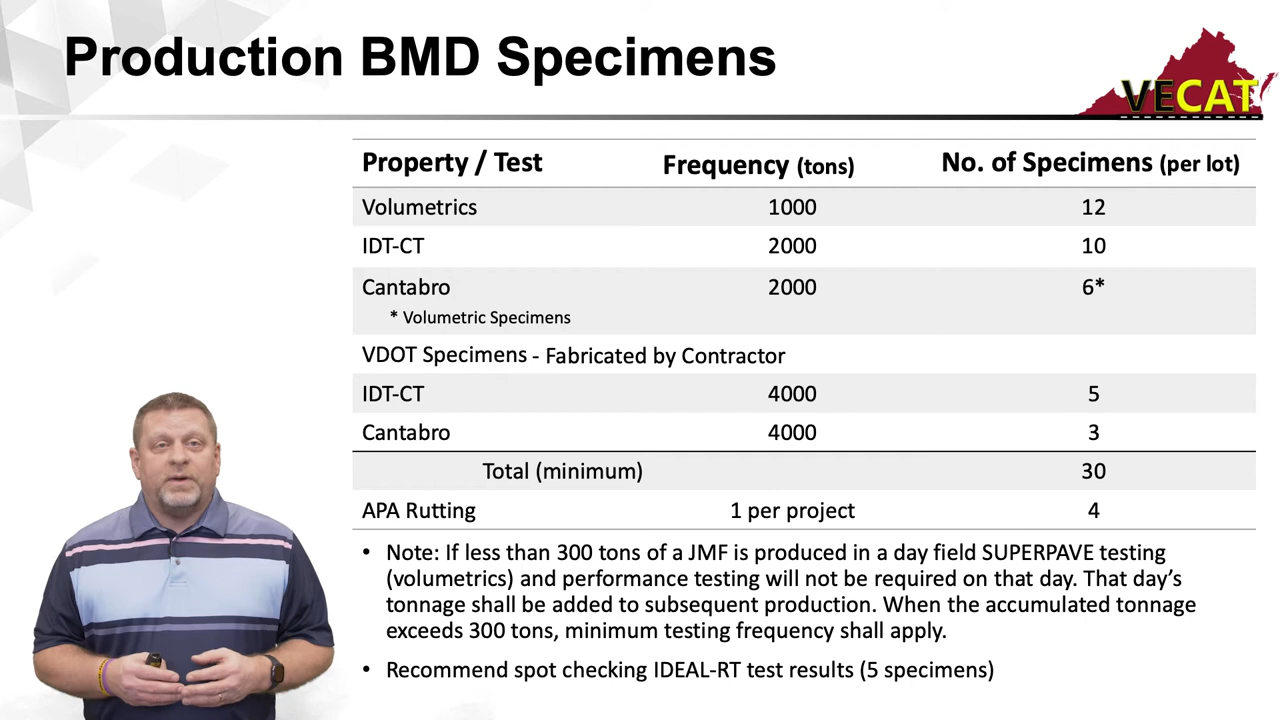 Production BMD Specimens
VECAT
Property / Test Frequency (tons) No. of Specimens (per lot)
Volumetrics 1000 12
IDT-CT 2000 10
Cantabro 2000 6*
* Volumetric Specimens
VDOT Specimens - Fabricated by Contractor
IDT-CT 4000 5
Cantabro 4000 3
Total (minimum) 30
APA Rutting 1 per project 4
• Note: If less than 300 tons of a JMF is produced in a day field SUPERPAVE testing
(volumetrics) and performance testing will not be required on that day. That day's
tonnage shall be added to subsequent production. When the accumulated tonnage
exceeds 300 tons, minimum testing frequency shall apply.
• Recommend spot checking IDEAL-RT test results (5 specimens)